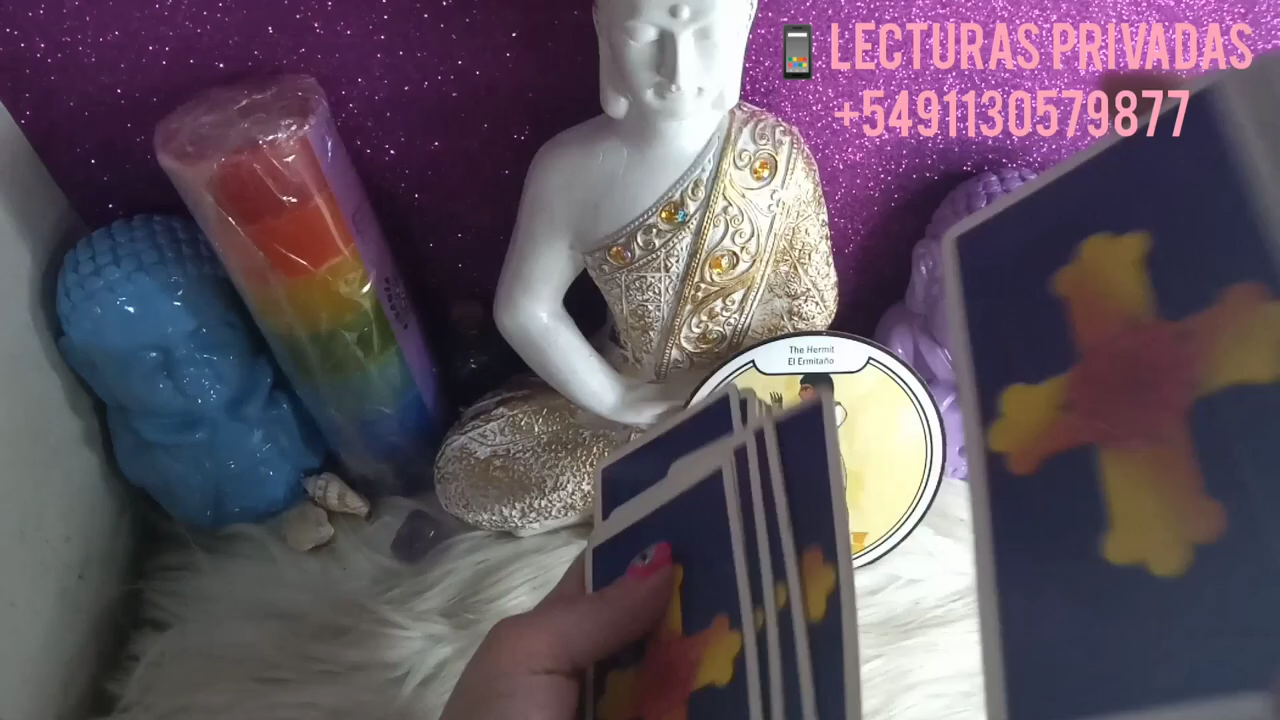 LECTURAS PRIVADAS
+5491130579877
The Hermit
El Ermitaño